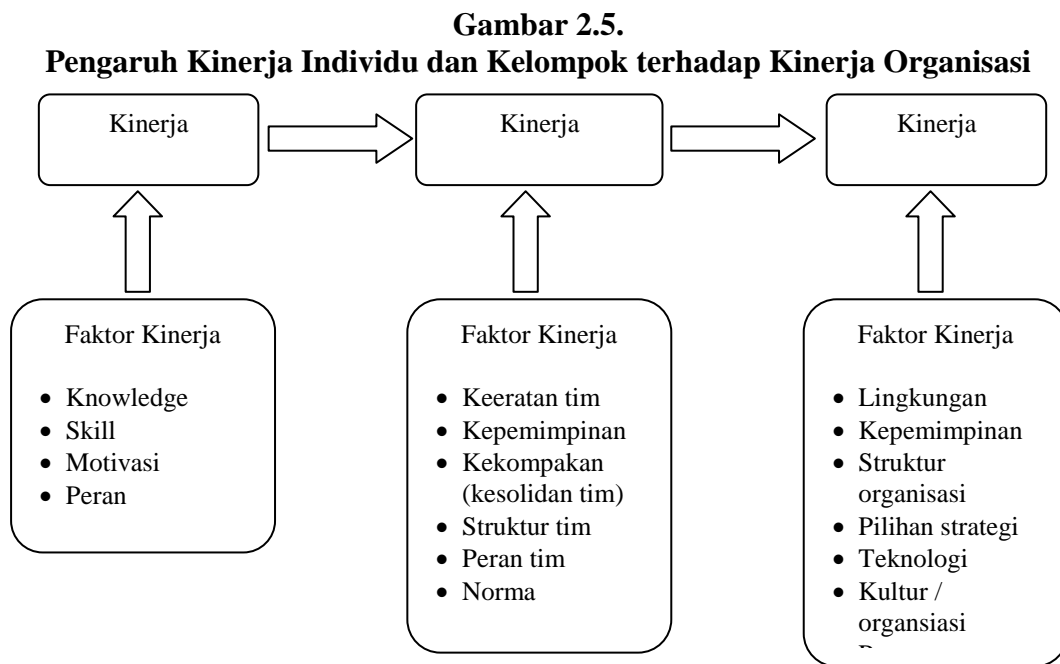 Gambar 2.5.
Pengaruh Kinerja Individu dan Kelompok terhadap Kinerja Organisasi
Kinerja
Kinerja
Kinerja
Faktor Kinerja
• Knowledge
• Skill
• Motivasi
• Peran
Faktor Kinerja
• Keeratan tim
• Kepemimpinan
• Kekompakan
(kesolidan tim)
• Struktur tim
• Peran tim
• Norma
Faktor Kinerja
• Lingkungan
• Kepemimpinan
• Struktur
organisasi
• Pilihan strategi
• Teknologi
• Kultur /
organsiasi